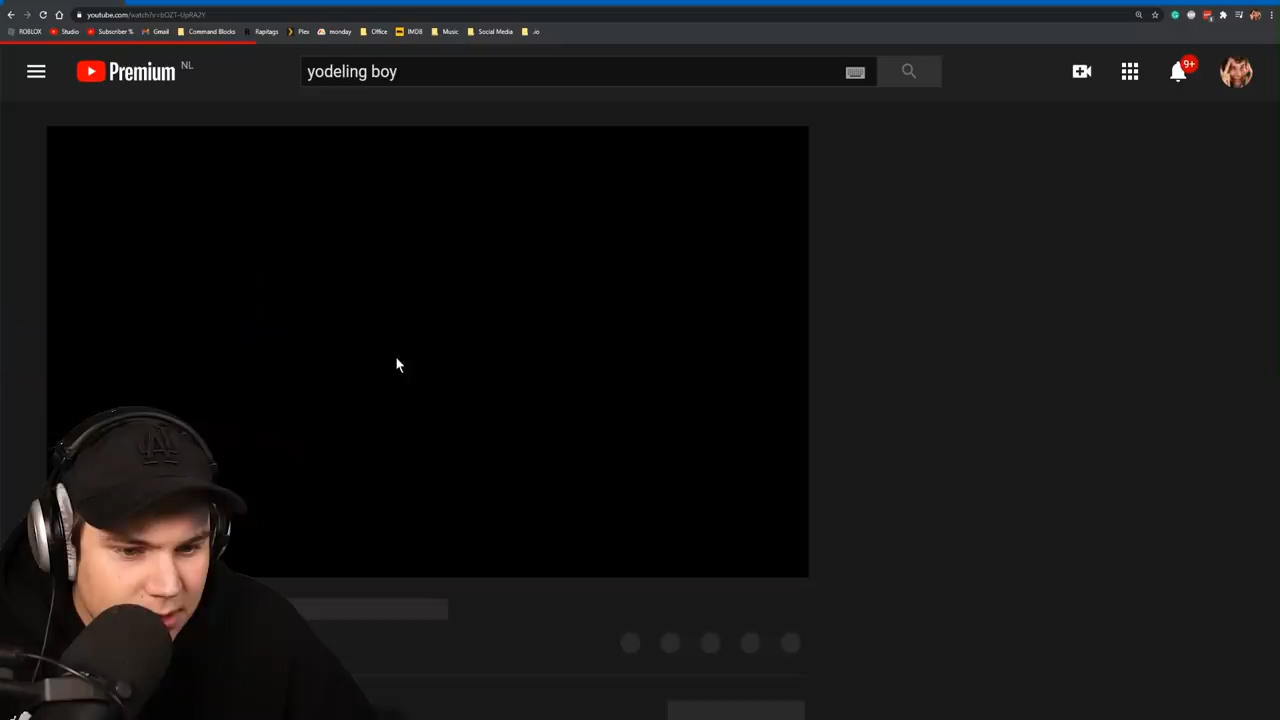 youtube.com/watch?v=bOZT-UpRA2Y
ROBLOX Studio Subscriber % Gmail Command Blocks Rapitags Plex monday Office IMDB Music Social Media .io
Premium NL
yodeling boy
9+
LA